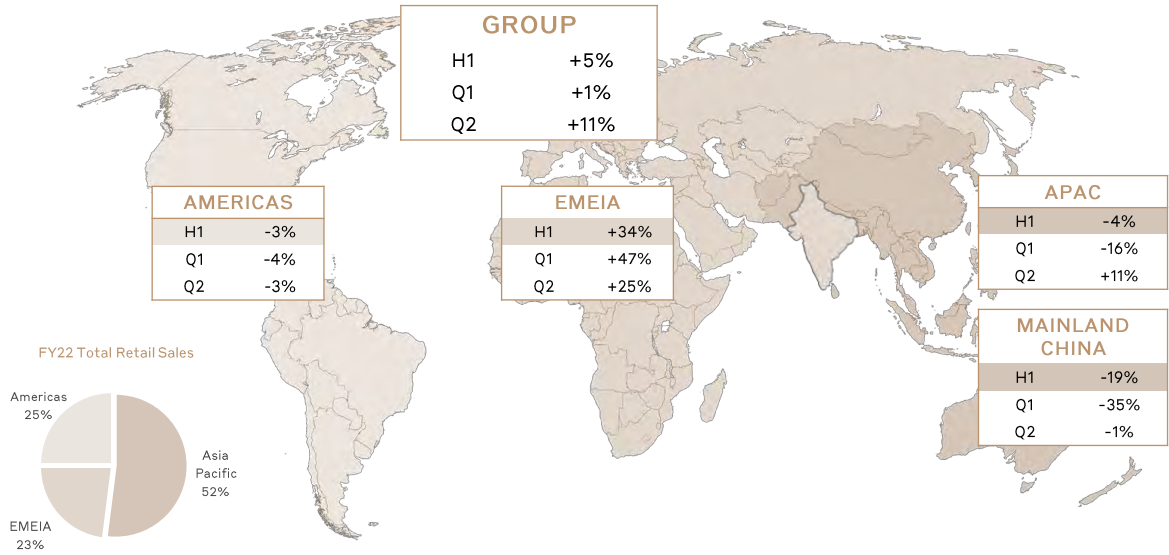 GROUP
H1 +5%
Q1 +1%
Q2 +11%
AMERICAS
H1 -3%
Q1 -4%
Q2 -3%
EMEIA
H1 +34%
Q1 +47%
Q2 +25%
APAC
H1 -4%
Q1 -16%
Q2 +11%
MAINLAND
CHINA
H1 -19%
Q1 -35%
Q2 -1%
FY22 Total Retail Sales
Americas
25%
Asia
Pacific
52%
EMEIA
23%